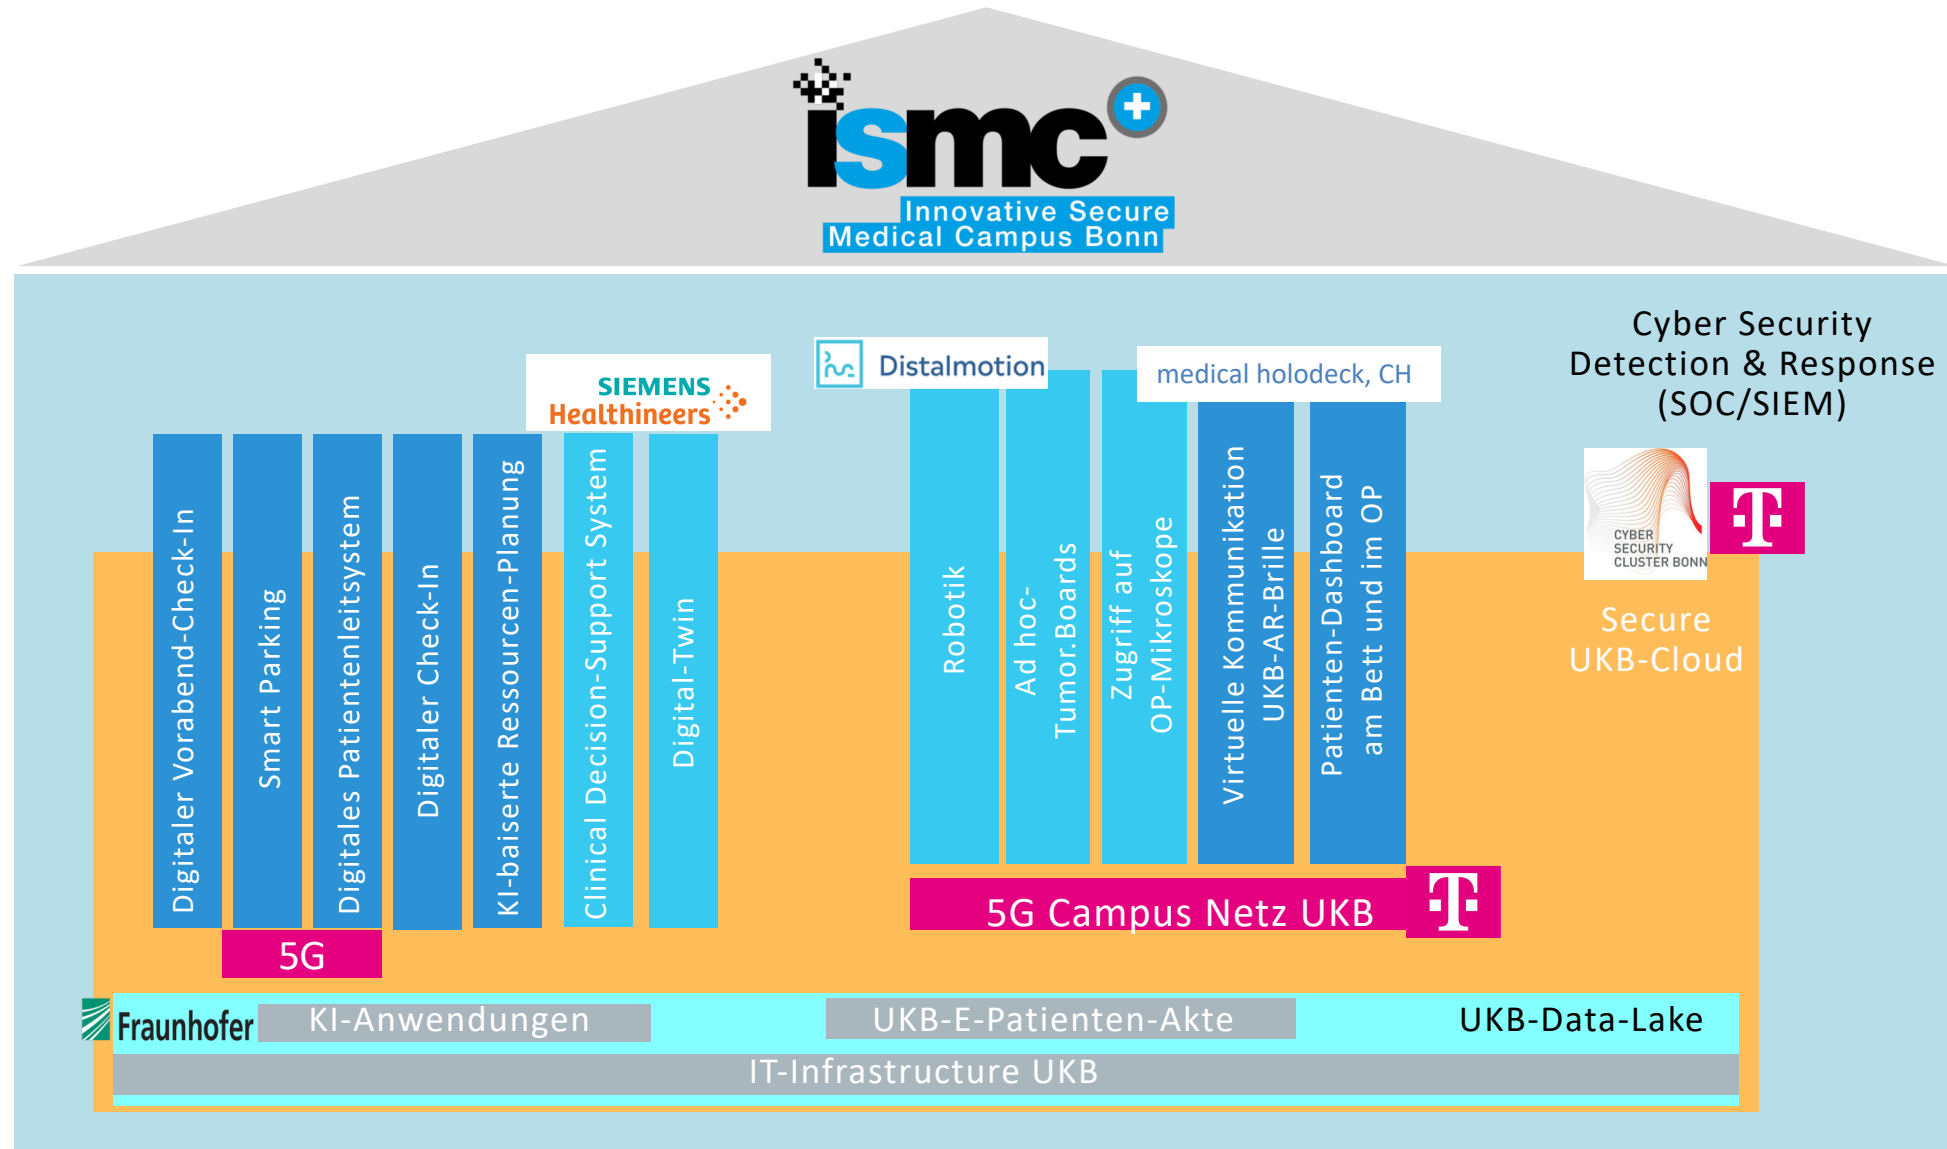 ismc
Innovative Secure
Medical Campus Bonn
Cyber Security
Detection & Response
(SOC/SIEM)
SIEMENS
Healthineers
Distalmotion
medical holodeck, CH
CYBER
SECURITY
CLUSTER BONN
T
Secure
UKB-Cloud
Digitaler Vorabend-Check-In
Smart Parking
Digitales Patientenleitsystem
Digitaler Check-In
KI-baiserte Ressourcen-Planung
Clinical Decision-Support System
Digital-Twin
Robotik
Ad hoc-
Tumor.Boards
Zugriff auf
OP-Mikroskope
Virtuelle Kommunikation
UKB-AR-Brille
Patienten-Dashboard
am Bett und im OP
5G
5G Campus Netz UKB
T
Fraunhofer
KI-Anwendungen
UKB-E-Patienten-Akte
UKB-Data-Lake
IT-Infrastructure UKB